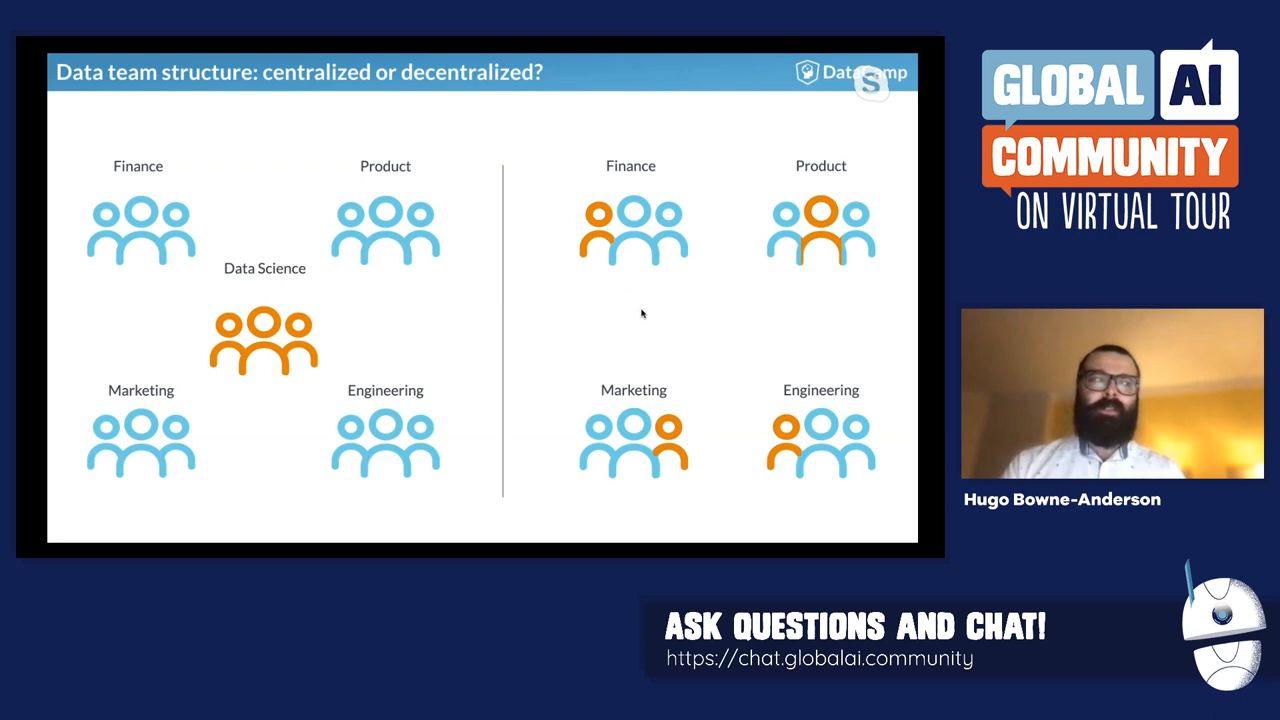 Data team structure: centralized or decentralized?
DataCamp
S
Finance
Product
Data Science
Marketing
Engineering
Finance
Product
Marketing
Engineering
GLOBAL AI
COMMUNITY
ON VIRTUAL TOUR
Hugo Bowne-Anderson
ASK QUESTIONS AND CHAT!
https://chat.globalai.community